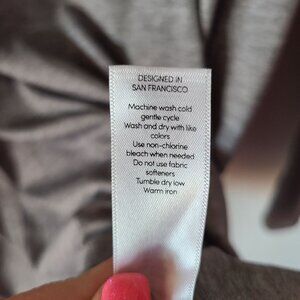 DESIGNED IN
SAN FRANCISCO
Machine wash cold
gentle cycle
Wash and dry with like
colors
Use non-chlorine
bleach when needed
Do not use fabric
softeners
Tumble dry low
Warm iron